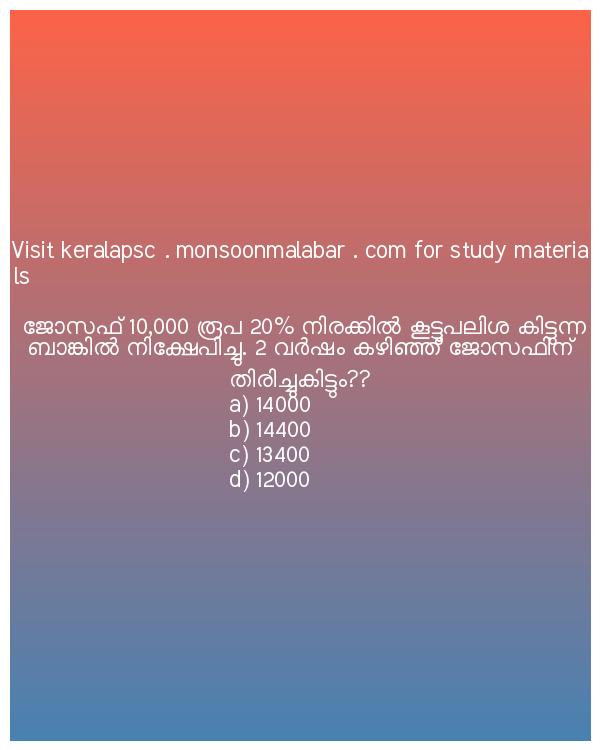 Visit keralapsc . monsoonmalabar . com for study materia
ls
ജോസഫ് 10,000 രൂപ 20% നിരക്കിൽ കൂട്ടുപലിശ കിട്ടുന്ന
ബാങ്കിൽ നിക്ഷേപിച്ചു. 2 വർഷം കഴിഞ്ഞ് ജോസഫിന്
തിരിച്ചുകിട്ടും??
a) 14000
b) 14400
c) 13400
d) 12000